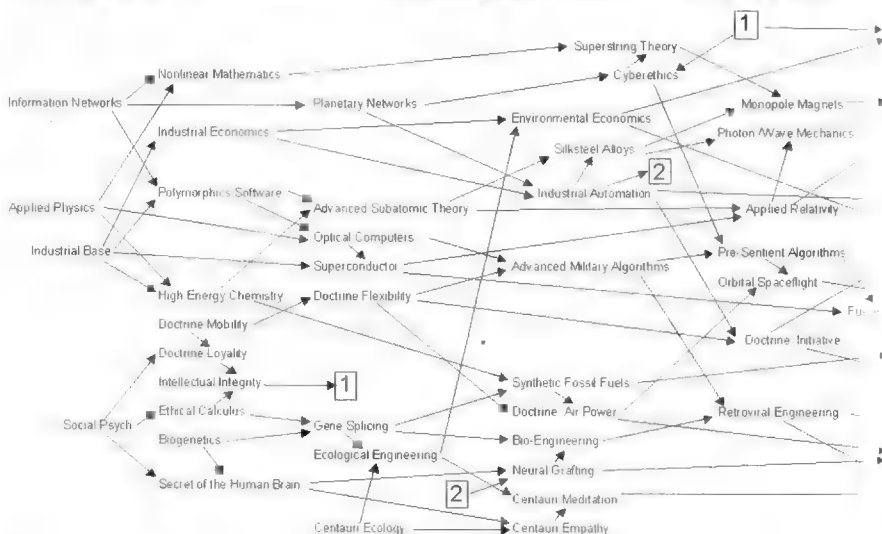 1
Superstring Theory
Nonlinear Mathematics
Cyberethics
Information Networks
Planetary Networks
Monopole Magnets
Environmental Economics
Industrial Economics
Photon /Wave Mechanics
Silksteel Alloys
2
Polymorphics Software
Industrial Automation
Applied Physics
Advanced Subatomic Theory
Applied Relativity
Optical Computers
Industrial Base
Superconductor
Advanced Military Algorithms
Pre-Sentient Algorithms
Orbital Spaceflight
High Energy Chemistry
Doctrine Flexibility
Doctrine Mobility
Doctrine Initiative
Doctrine Loyality
Intellectual Integrity
1
Synthetic Fossil Fuels
Ethical Calculus
Doctrine Air Power
Retroviral Engineering
Social Psych
Gene Splicing
Biogenetics
Bio-Engineering
Ecological Engineering
Neural Grafting
Secret of the Human Brain
2
Centauri Meditation
Centauri Ecology
Centauri Empathy